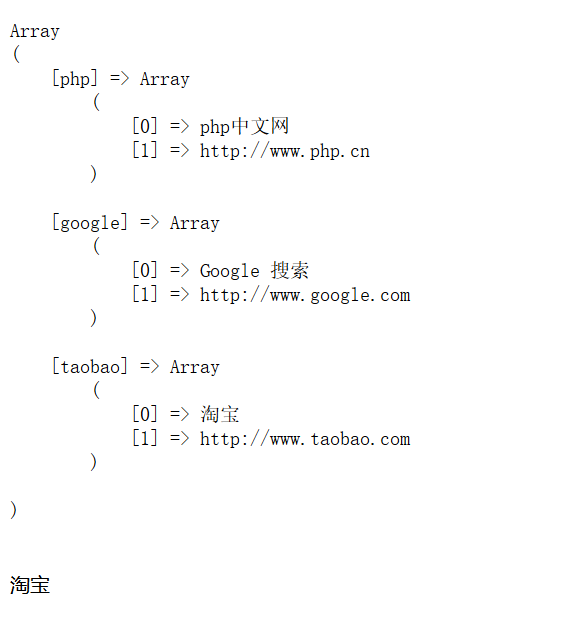 Array
(
    [php] => Array
        (
            [0] => php中文网
            [1] => http://www.php.cn
        )

    [google] => Array
        (
            [0] => Google 搜索
            [1] => http://www.google.com
        )

    [taobao] => Array
        (
            [0] => 淘宝
            [1] => http://www.taobao.com
        )

)

淘宝